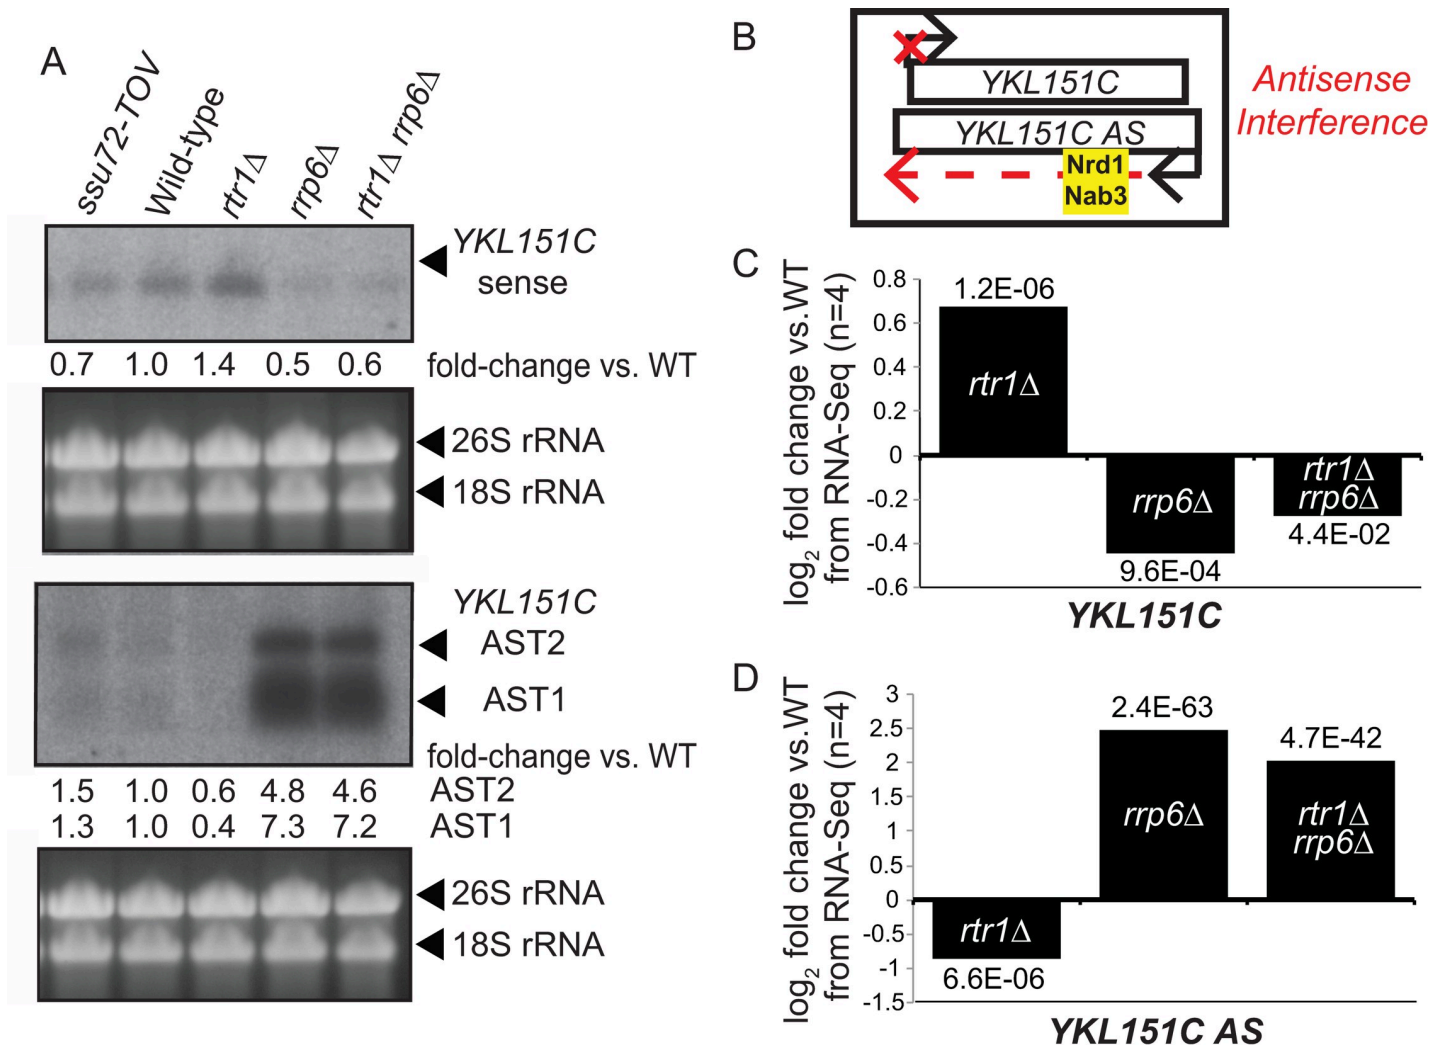 A
ssu72-TOV
Wild-type
rtr1Δ
rrp6Δ
rtr1Δ rrp6Δ
YKL151C
sense
0.7 1.0 1.4 0.5 0.6 fold-change vs. WT
26S rRNA
18S rRNA
YKL151C
AST2
AST1
fold-change vs. WT
1.5 1.0 0.6 4.8 4.6 AST2
1.3 1.0 0.4 7.3 7.2 AST1
26S rRNA
18S rRNA
B
YKL151C
YKL151C AS
Nrd1
Nab3
Antisense
Interference
C
log2 fold change vs.WT
from RNA-Seq (n=4)
0.8
0.6
0.4
0.2
0
-0.2
-0.4
-0.6
1.2E-06
rtr1Δ
rrp6Δ
9.6E-04
rtr1Δ
rrp6Δ
4.4E-02
YKL151C
D
log2 fold change vs.WT
from RNA-Seq (n=4)
3
2.5
2
1.5
1
0.5
0
-0.5
-1
-1.5
rtr1Δ
6.6E-06
2.4E-63
rrp6Δ
4.7E-42
rtr1Δ
rrp6Δ
YKL151C AS